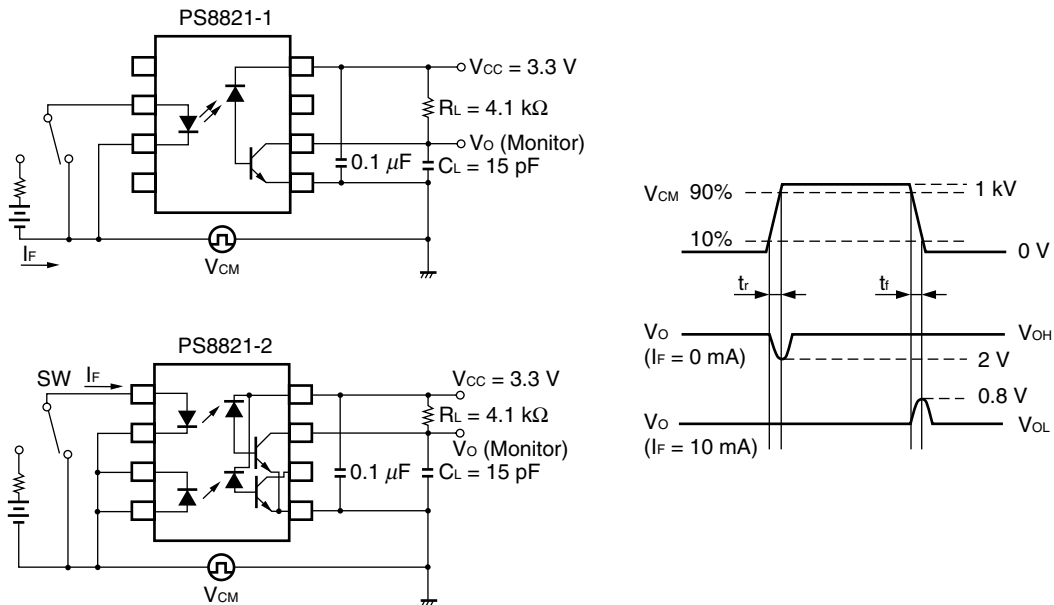 PS8821-1
VCC = 3.3 V
RL = 4.1 kΩ
VO (Monitor)
0.1 μF
CL = 15 pF
IF
VCM
PS8821-2
SW
IF
VCC = 3.3 V
RL = 4.1 kΩ
VO (Monitor)
0.1 μF
CL = 15 pF
VCM
VCM 90%
1 kV
10%
0 V
tr
tf
VO
(IF = 0 mA)
VOH
2 V
0.8 V
VO
(IF = 10 mA)
VOL